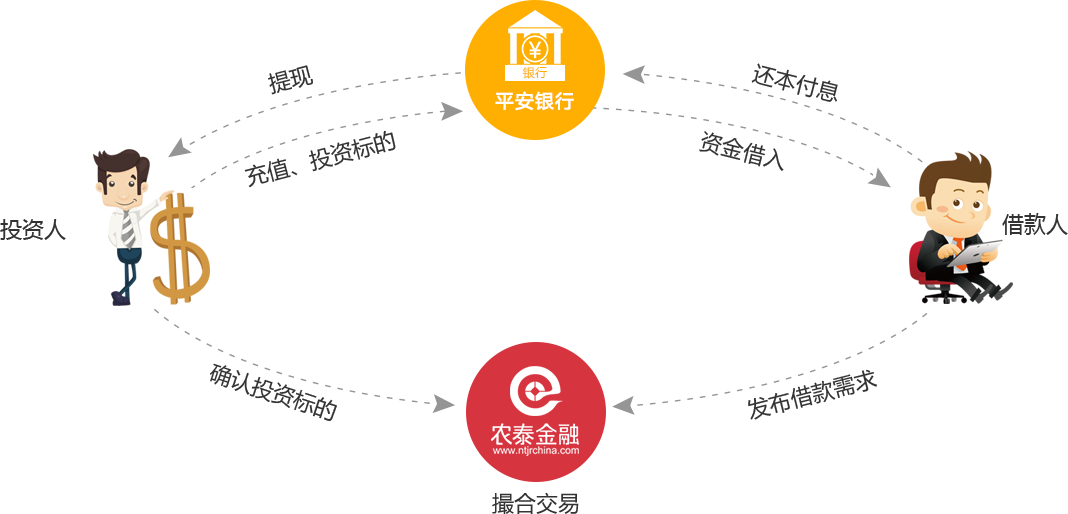 ¥
银行
平安银行
提现
还本付息
充值、投资标的
资金借入
投资人
借款人
$
确认投资标的
发布借款需求
农泰金融
www.ntjrchina.com
撮合交易